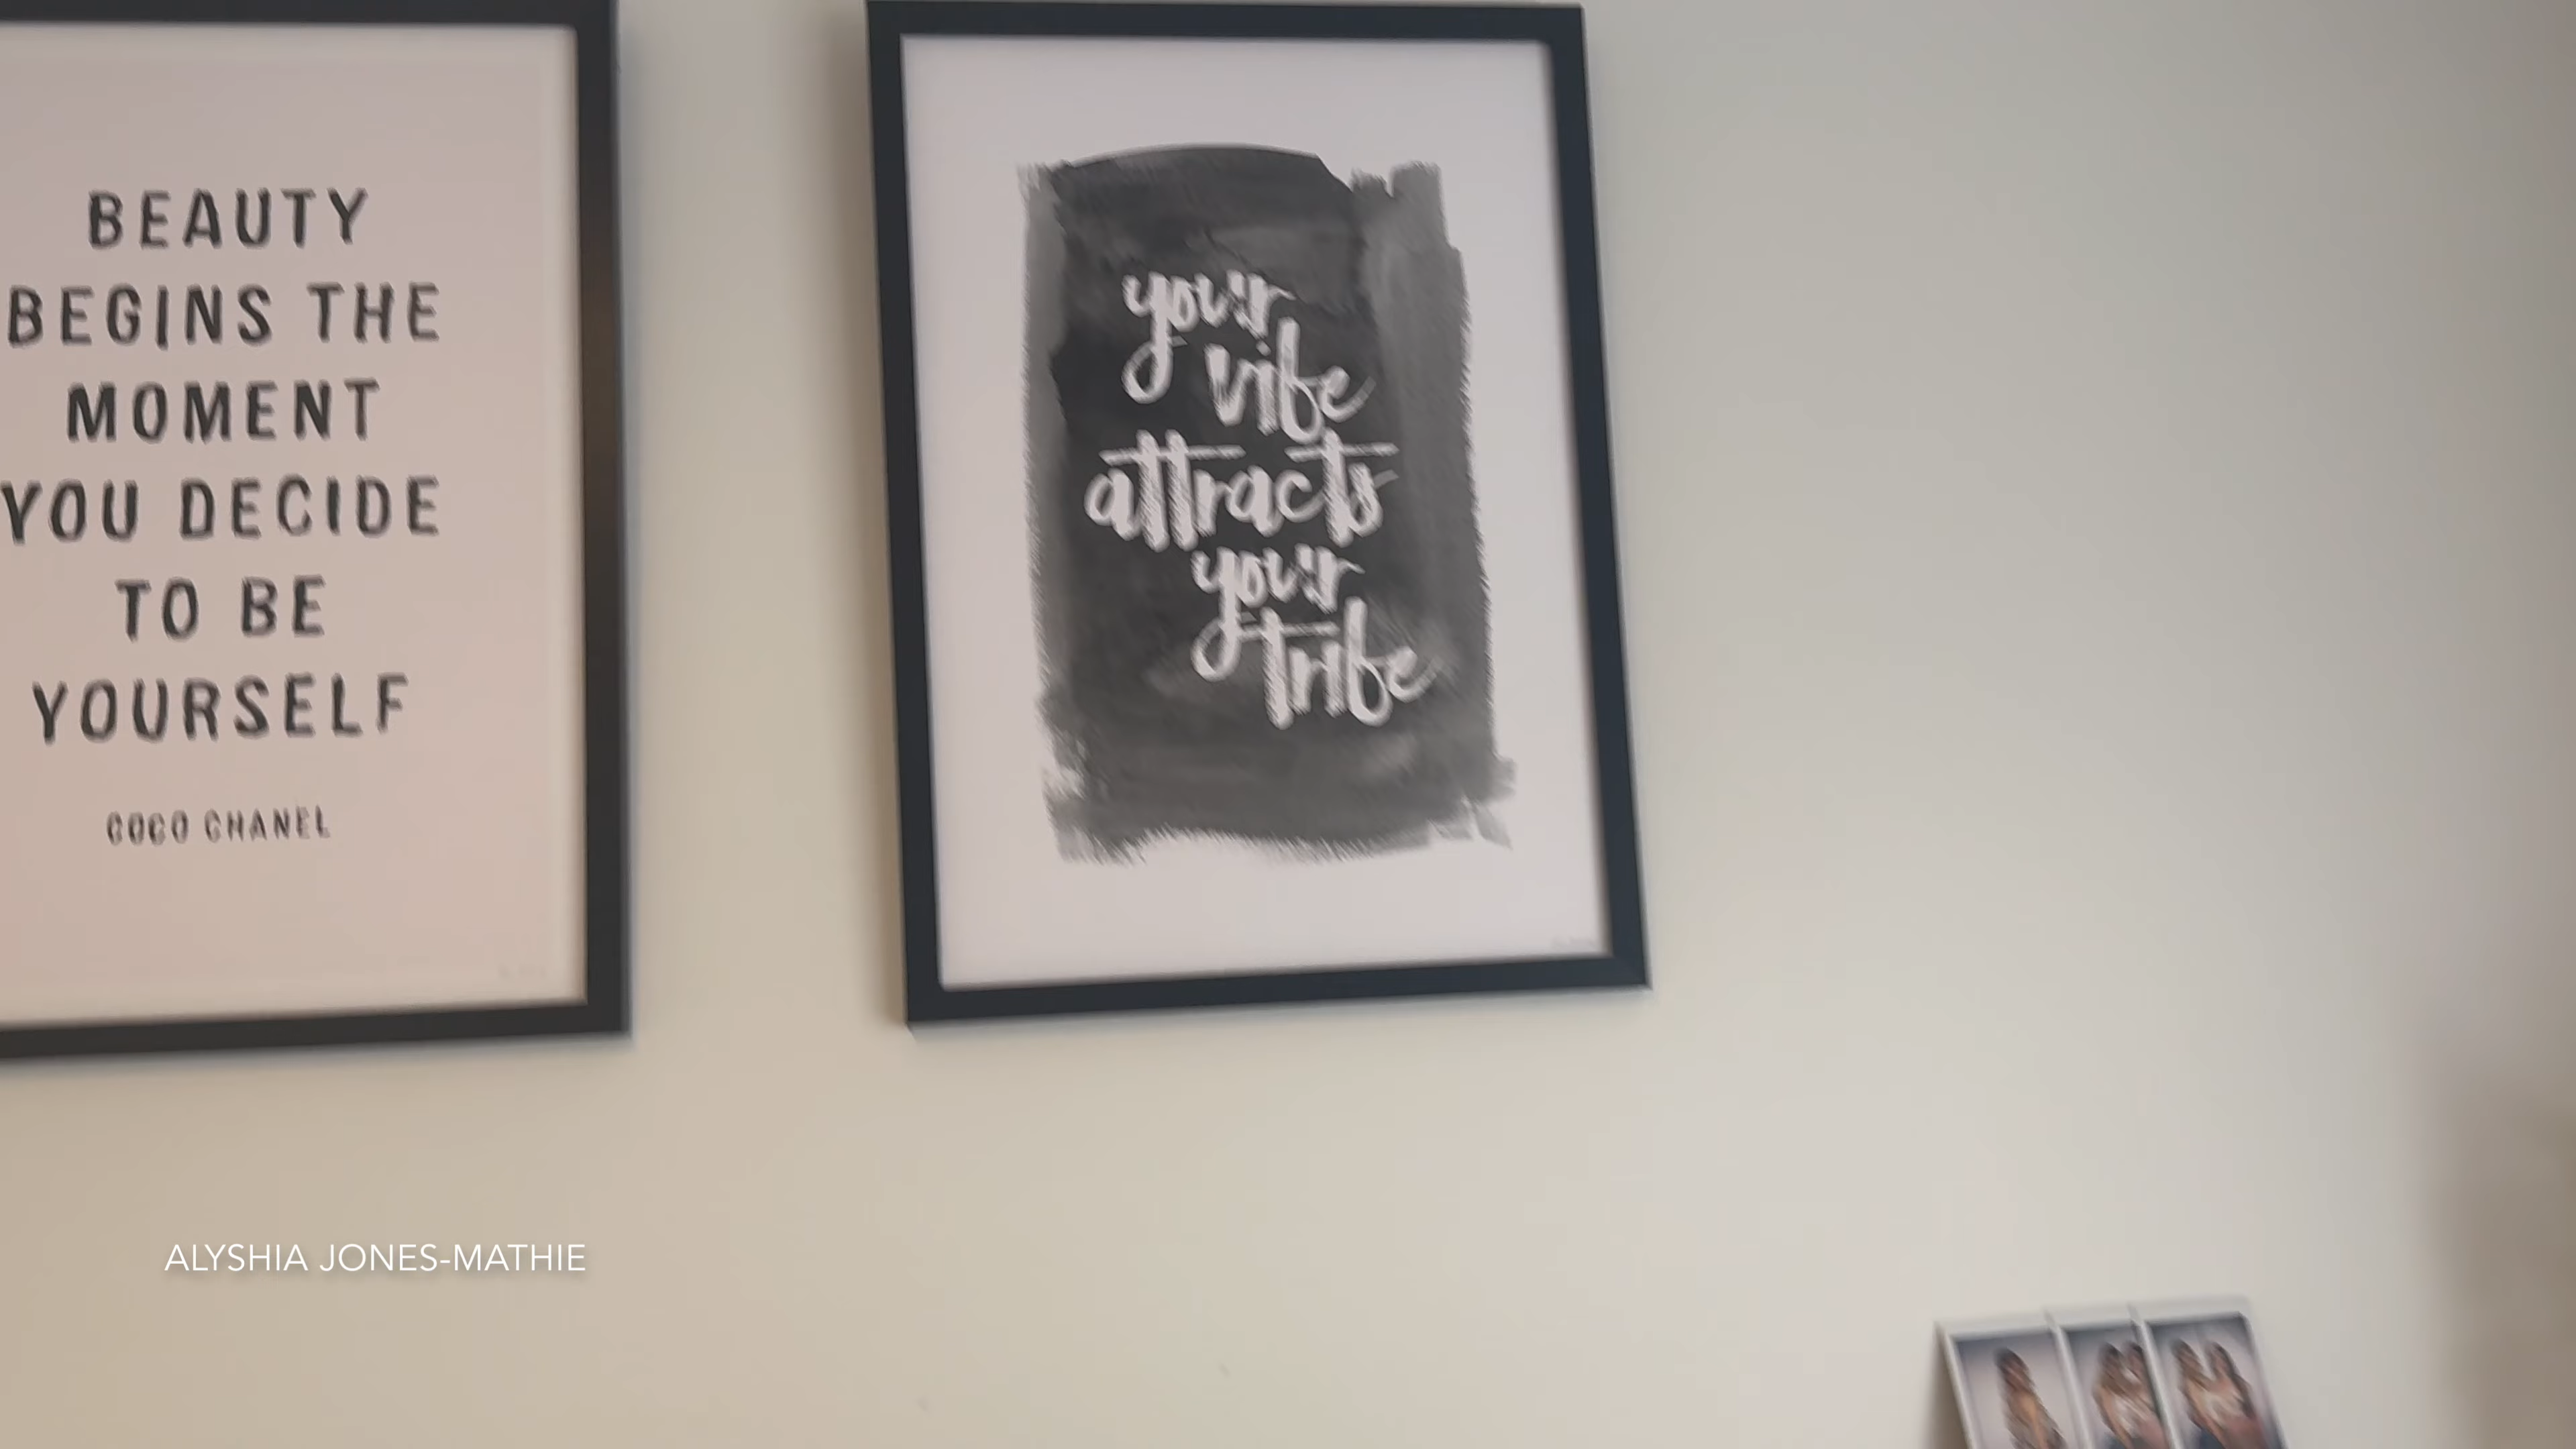 BEAUTY
BEGINS THE
MOMENT
YOU DECIDE
TO BE
YOURSELF
COCO CHANEL
your
vibe
attracts
your
tribe
ALYSHIA JONES-MATHIE